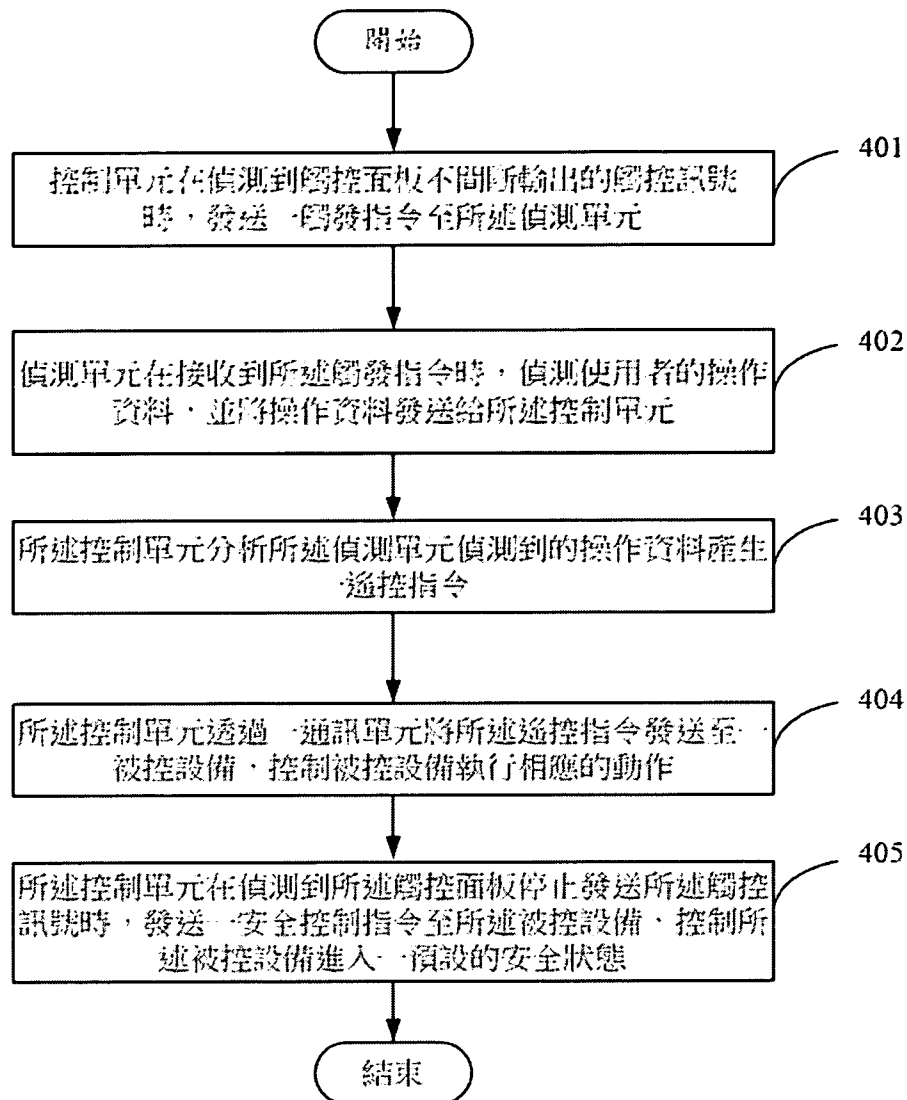 開始
401
控制單元在偵測到觸控面板不間斷輸出的觸控訊號
時，發送一觸發指令至所述偵測單元
402
偵測單元在接收到所述觸發指令時，偵測使用者的操作
資料，並將操作資料發送給所述控制單元
403
所述控制單元分析所述偵測單元偵測到的操作資料產生
一遙控指令
404
所述控制單元透過一通訊單元將所述遙控指令發送至一
被控設備、控制被控設備執行相應的動作
405
所述控制單元在偵測到所述觸控面板停止發送所述觸控
訊號時，發送一安全控制指令至所述被控設備、控制所
述被控設備進入一預設的安全狀態
結束